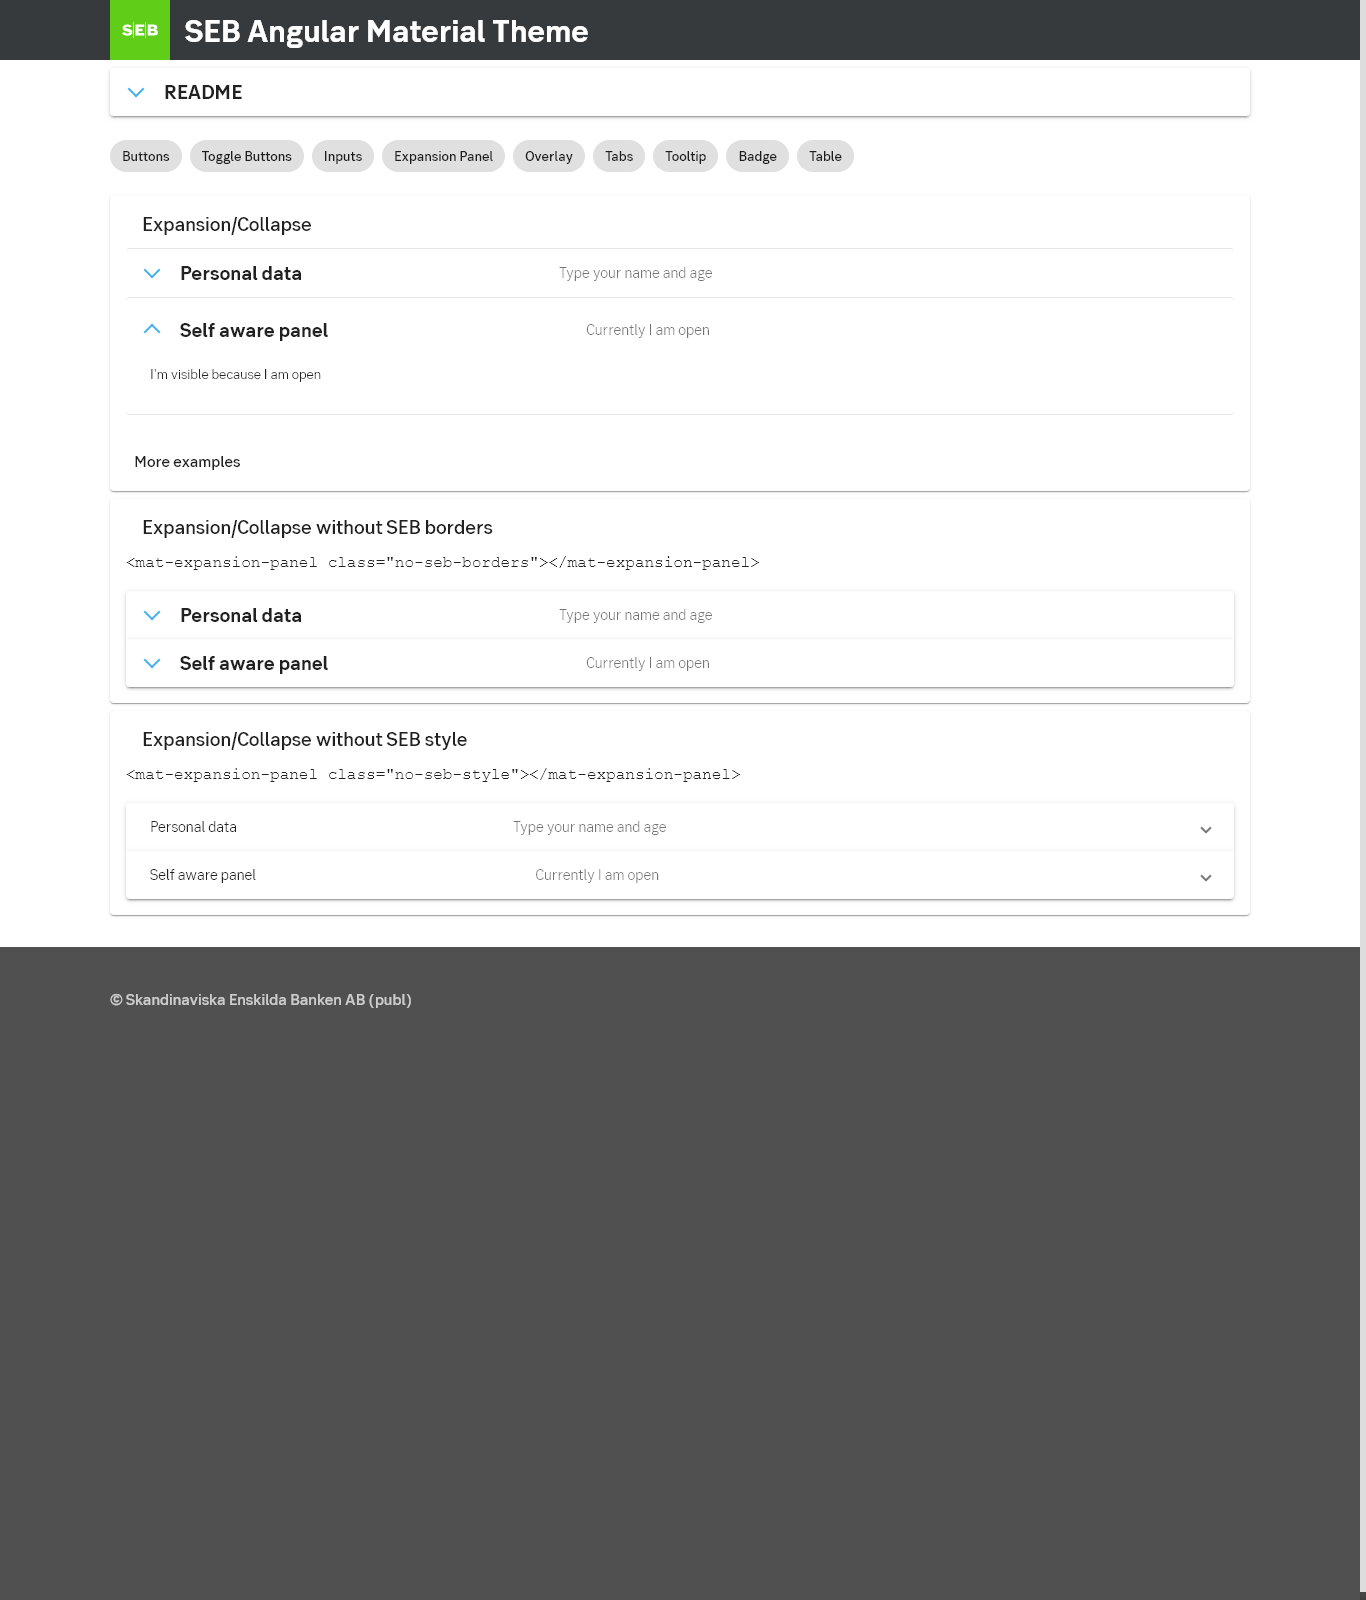 SEB SEB Angular Material Theme
README
Buttons Toggle Buttons Inputs Expansion Panel Overlay Tabs Tooltip Badge Table
Expansion/Collapse
Personal data Type your name and age
Self aware panel Currently I am open
I'm visible because I am open
More examples
Expansion/Collapse without SEB borders
<mat-expansion-panel class="no-seb-borders"></mat-expansion-panel>
Personal data Type your name and age
Self aware panel Currently I am open
Expansion/Collapse without SEB style
<mat-expansion-panel class="no-seb-style"></mat-expansion-panel>
Personal data Type your name and age
Self aware panel Currently I am open
© Skandinaviska Enskilda Banken AB (publ)